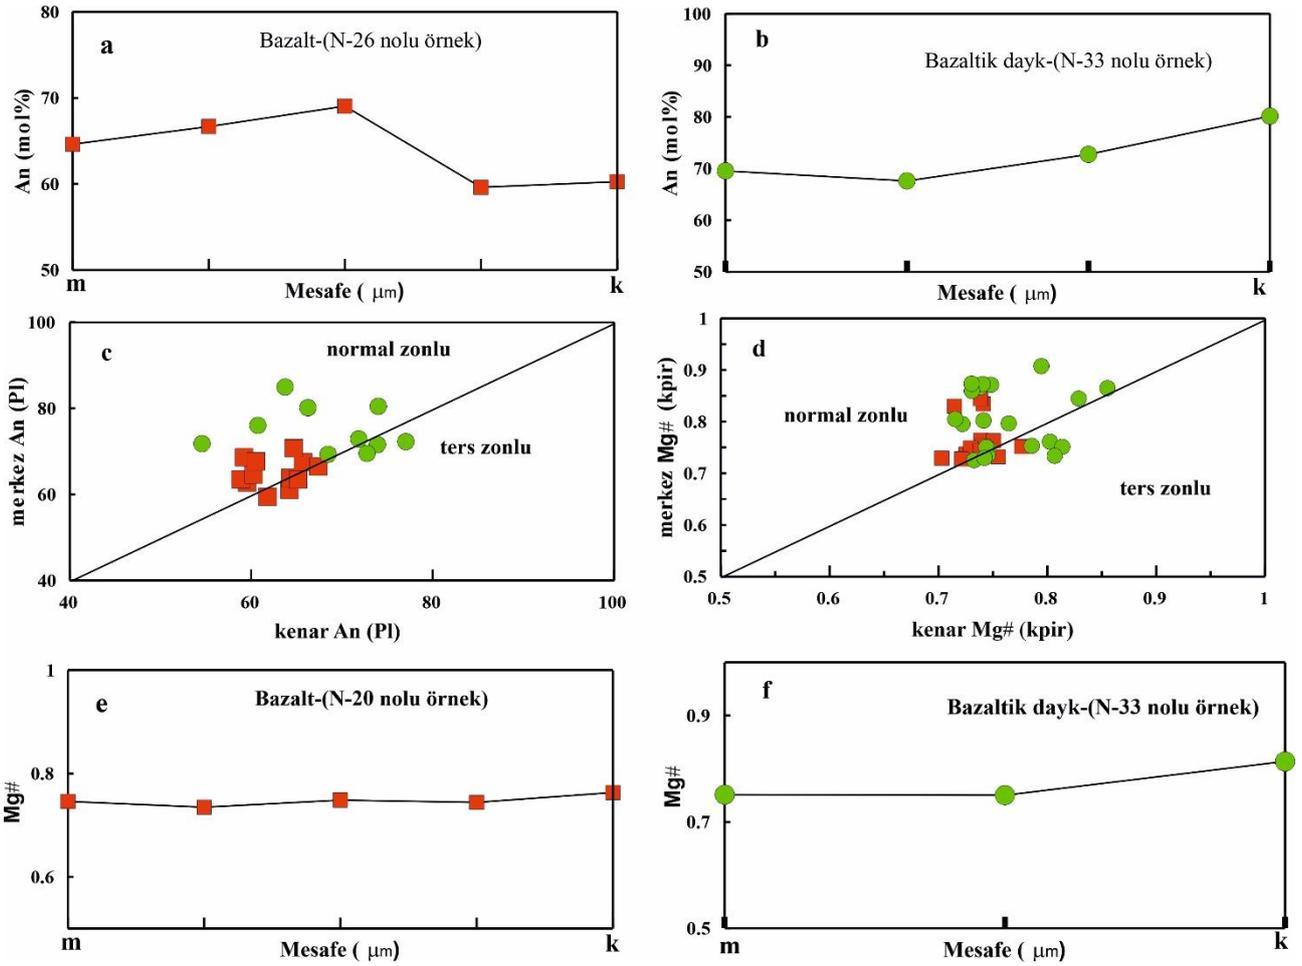 a
Bazalt-(N-26 nolu örnek)
An (mol%)
80
70
60
50
m
k
Mesafe ( μm)
b
Bazaltik dayk-(N-33 nolu örnek)
An (mol%)
100
90
80
70
60
50
k
Mesafe ( μm)
c
normal zonlu
ters zonlu
merkez An (Pl)
100
80
60
40
40
60
80
100
kenar An (Pl)
d
normal zonlu
ters zonlu
merkez Mg# (kpir)
1
0.9
0.8
0.7
0.6
0.5
0.5
0.6
0.7
0.8
0.9
1
kenar Mg# (kpir)
e
Bazalt-(N-20 nolu örnek)
Mg#
1
0.8
0.6
m
k
Mesafe ( μm)
f
Bazaltik dayk-(N-33 nolu örnek)
Mg#
0.9
0.7
0.5
m
k
Mesafe ( μm)